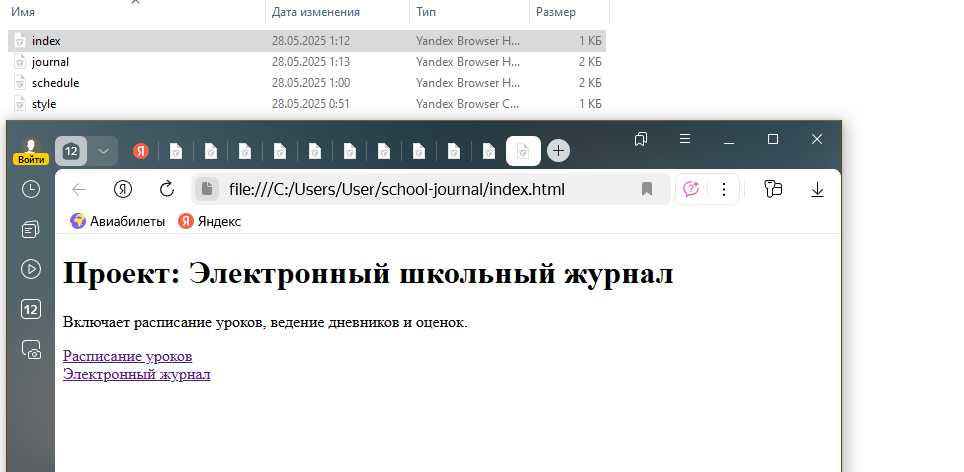 Имя Дата изменения Тип Размер
index 28.05.2025 1:12 Yandex Browser H... 1 КБ
journal 28.05.2025 1:13 Yandex Browser H... 2 КБ
schedule 28.05.2025 1:00 Yandex Browser H... 2 КБ
style 28.05.2025 0:51 Yandex Browser C... 1 КБ
Войти 12 Я
Я file:///C:/Users/User/school-journal/index.html
Авиабилеты Я Яндекс
12
Проект: Электронный школьный журнал
Включает расписание уроков, ведение дневников и оценок.
Расписание уроков
Электронный журнал